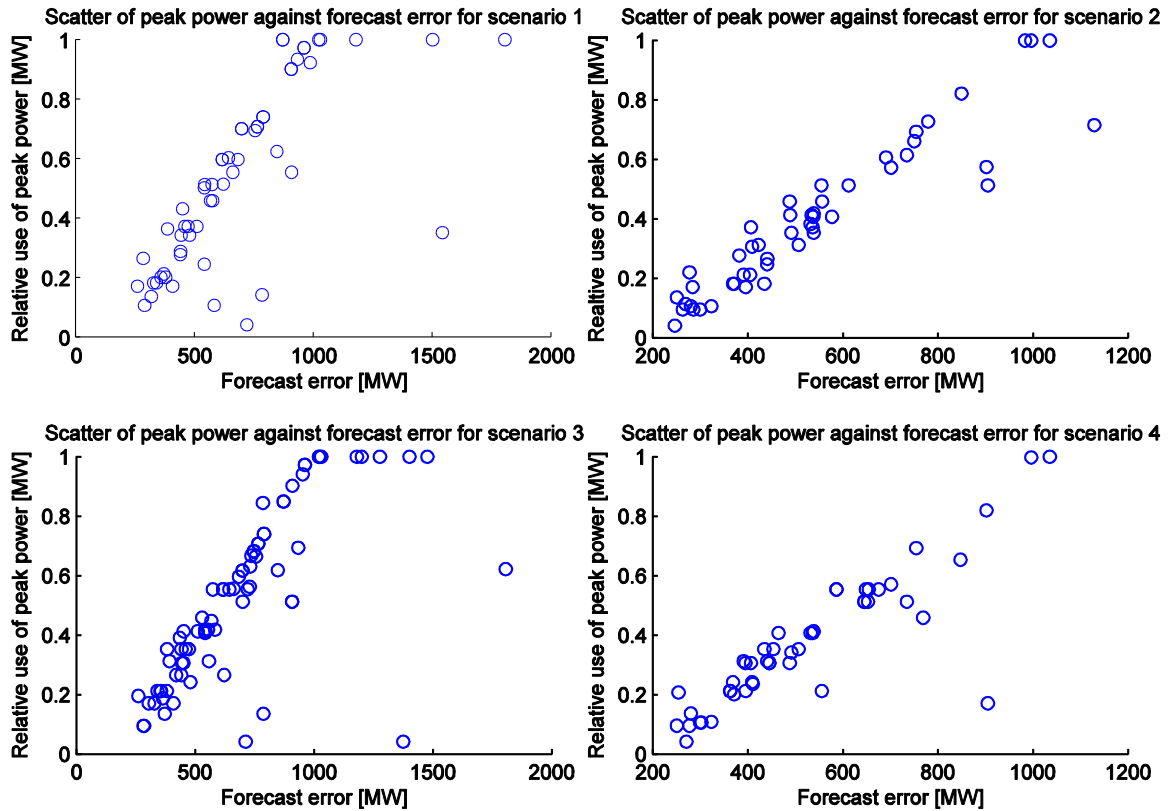 Scatter of peak power against forecast error for scenario 1
Relative use of peak power [MW]
1
0.8
0.6
0.4
0.2
0
0 500 1000 1500 2000
Forecast error [MW]
Scatter of peak power against forecast error for scenario 2
Realtive use of peak power [MW]
1
0.8
0.6
0.4
0.2
0
200 400 600 800 1000 1200
Forecast error [MW]
Scatter of peak power against forecast error for scenario 3
Relative use of peak power [MW]
1
0.8
0.6
0.4
0.2
0
0 500 1000 1500 2000
Forecast error [MW]
Scatter of peak power against forecast error for scenario 4
Relative use of peak power [MW]
1
0.8
0.6
0.4
0.2
0
200 400 600 800 1000 1200
Forecast error [MW]